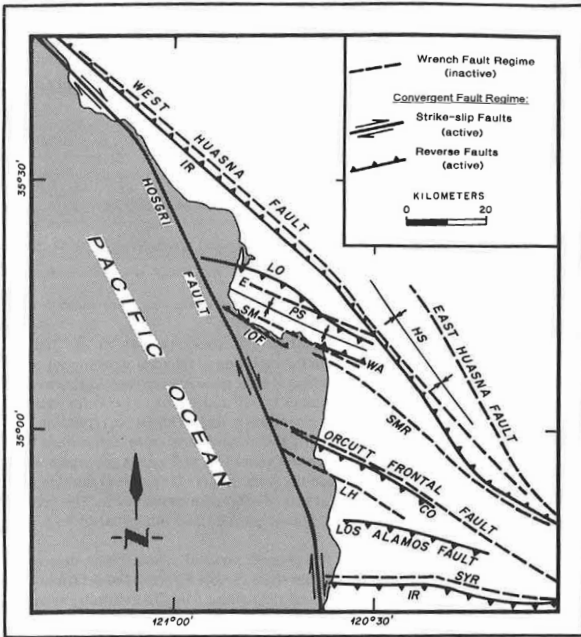 Wrench Fault Regime
(inactive)
Convergent Fault Regime:
Strike-slip Faults
(active)
Reverse Faults
(active)
KILOMETERS
0 20
WEST HUASNA FAULT
IR
35°30'
HOSGRI FAULT
PACIFIC OCEAN
LO
E
PS
SM
IOF
WA
HS
EAST HUASNA FAULT
SMR
35°00'
ORCUTT FRONTAL FAULT
CO
LH
LOS ALAMOS FAULT
SYR
IR
N
121°00'
120°30'